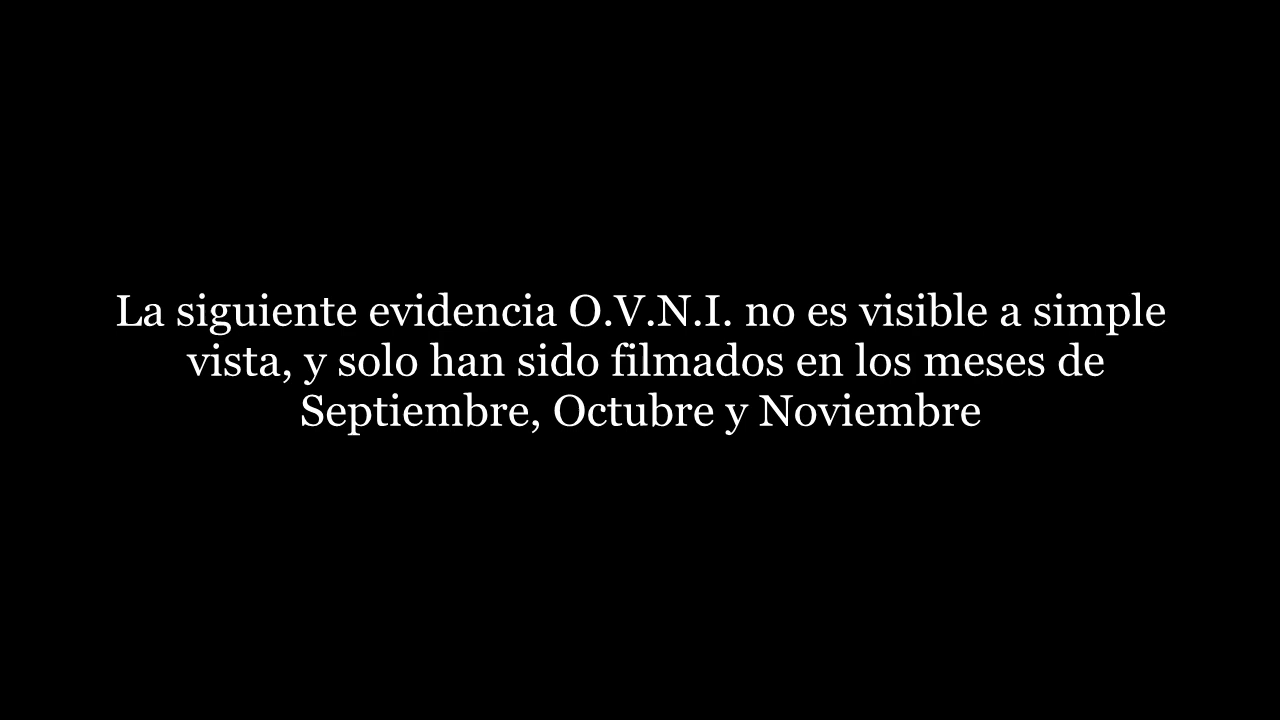 La siguiente evidencia O.V.N.I. no es visible a simple
vista, y solo han sido filmados en los meses de
Septiembre, Octubre y Noviembre